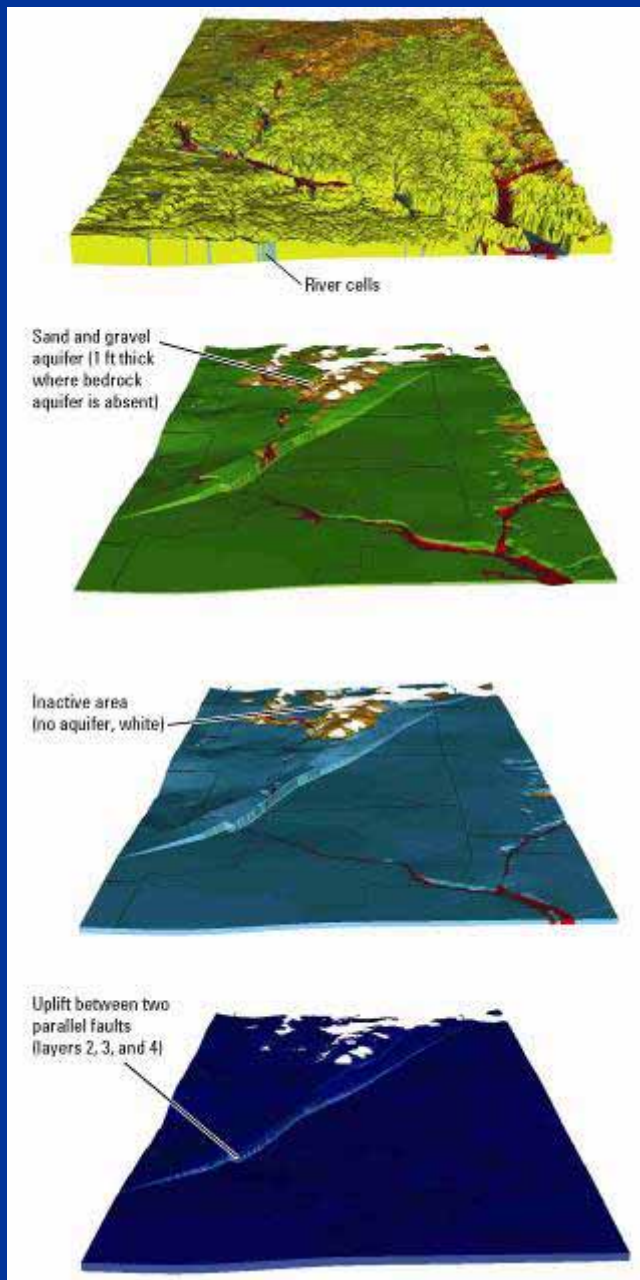 River cells
Sand and gravel
aquifer (1 ft thick
where bedrock
aquifer is absent)
Inactive area
(no aquifer, white)
Uplift between two
parallel faults
(layers 2, 3, and 4)